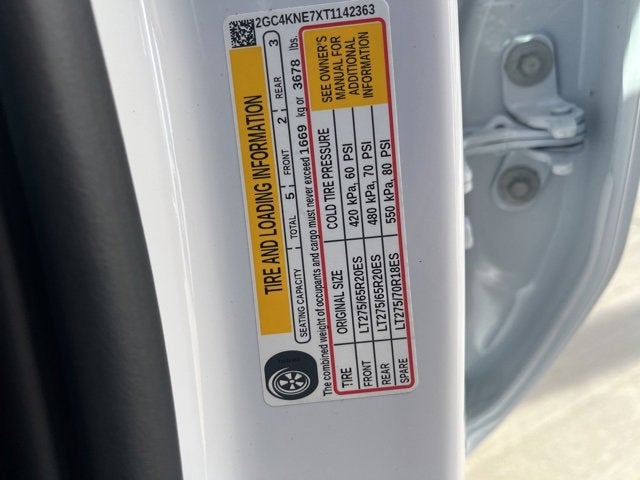 2GC4KNE7XT1142363
TIRE AND LOADING INFORMATION
SEATING CAPACITY TOTAL 5 FRONT 2 REAR 3
The combined weight of occupants and cargo must never exceed 1669 kg or 3678 lbs.
TIRE ORIGINAL SIZE COLD TIRE PRESSURE
FRONT LT275/65R20ES 420 kPa, 60 PSI
REAR LT275/65R20ES 480 kPa, 70 PSI
SPARE LT275/70R18ES 550 kPa, 80 PSI
SEE OWNER'S
MANUAL FOR
ADDITIONAL
INFORMATION